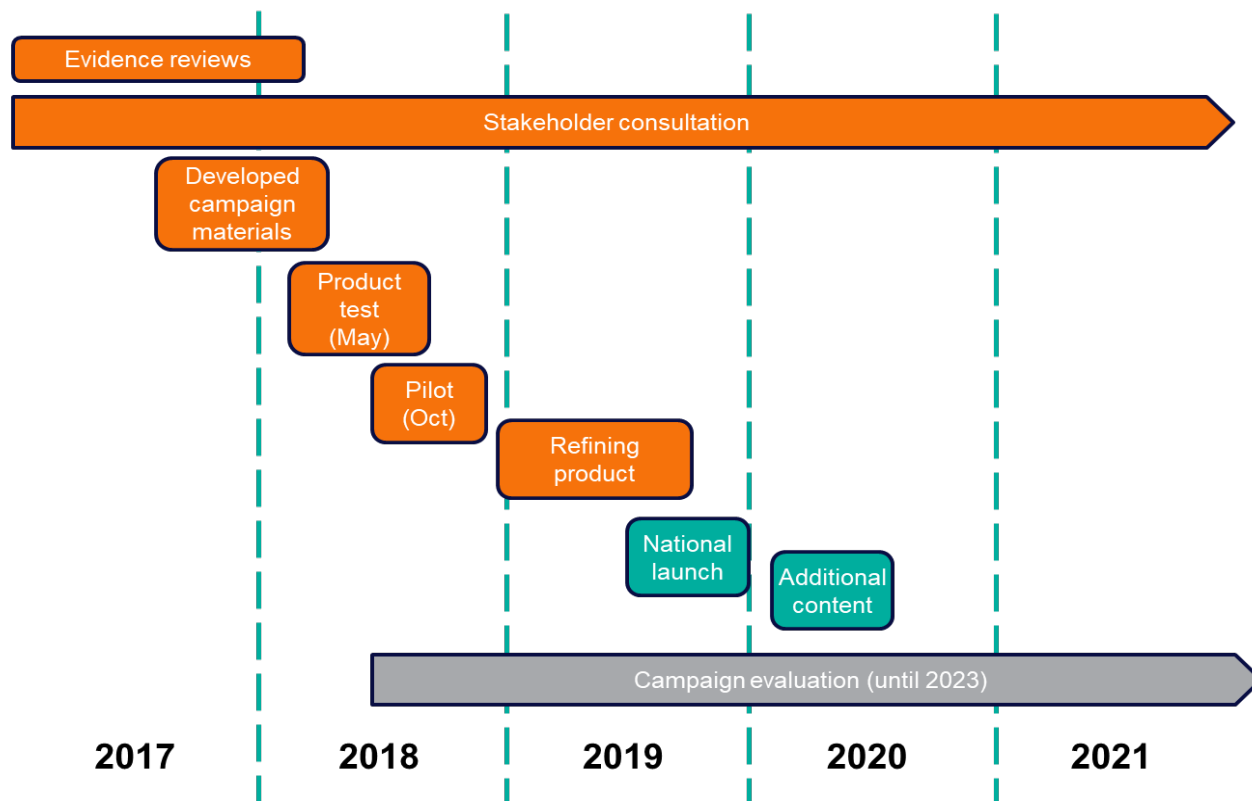 Evidence reviews
Stakeholder consultation
Developed
campaign
materials
Product
test
(May)
Pilot
(Oct)
Refining
product
National
launch
Additional
content
Campaign evaluation (until 2023)
2017
2018
2019
2020
2021